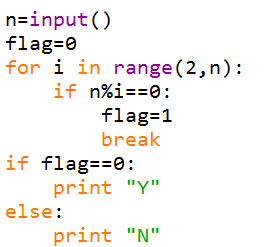 n=input()
flag=0
for i in range(2,n):
    if n%i==0:
        flag=1
        break
if flag==0:
    print "Y"
else:
    print "N"